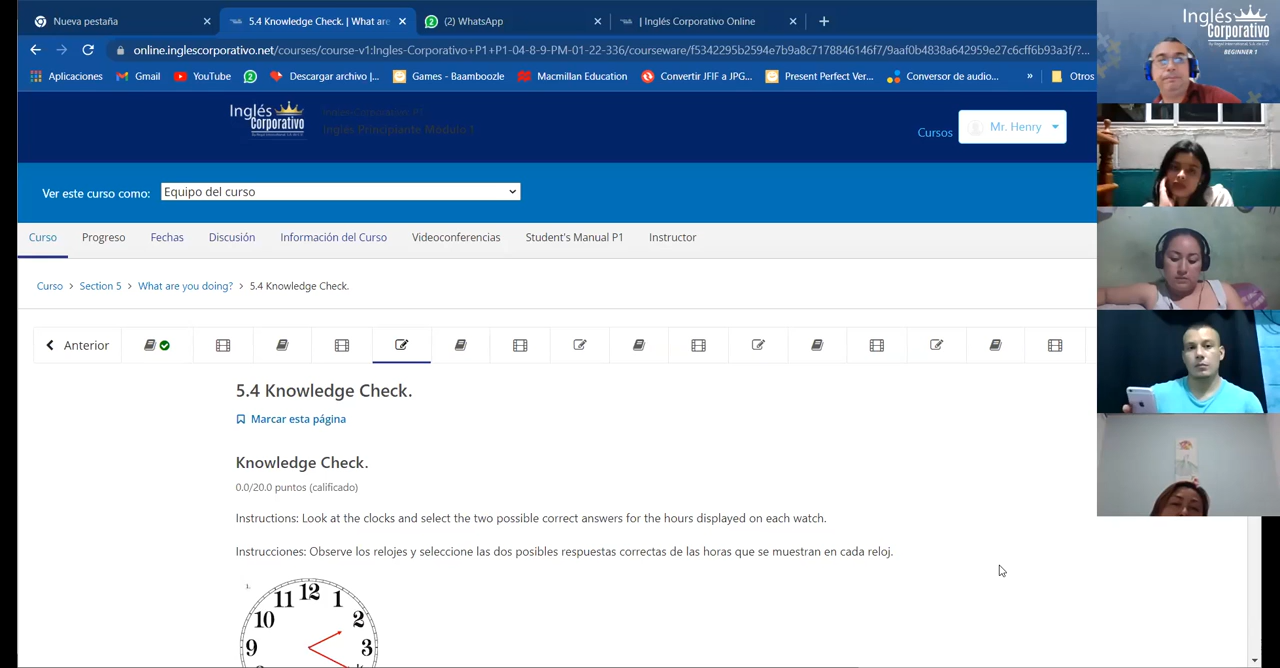 Nueva pestaña
5.4 Knowledge Check. | What are
(2) WhatsApp
| Inglés Corporativo Online
online.inglescorporativo.net/courses/course-v1:Ingles-Corporativo+P1+P1-04-8-9-PM-01-22-336/courseware/f5342295b2594e7b9a8c7178846146f7/9aaf0b4838a642959e27c6cff6b93a3f/?...
Aplicaciones
Gmail
YouTube
Descargar archivo |...
Games - Baamboozle
Macmillan Education
Convertir JFIF a JPG...
Present Perfect Ver...
Conversor de audio...
»
Otros
Inglés
Corporativo
BEGINNER 1
Inglés
Corporativo
Inglés Principiante Módulo 1
Cursos
Mr. Henry
Ver este curso como:
Equipo del curso
Curso
Progreso
Fechas
Discusión
Información del Curso
Videoconferencias
Student's Manual P1
Instructor
Curso > Section 5 > What are you doing? > 5.4 Knowledge Check.
Anterior
5.4 Knowledge Check.
Marcar esta página
Knowledge Check.
0.0/20.0 puntos (calificado)
Instructions: Look at the clocks and select the two possible correct answers for the hours displayed on each watch.
Instrucciones: Observe los relojes y seleccione las dos posibles respuestas correctas de las horas que se muestran en cada reloj.
1.
12
11
1
10
2
9
3